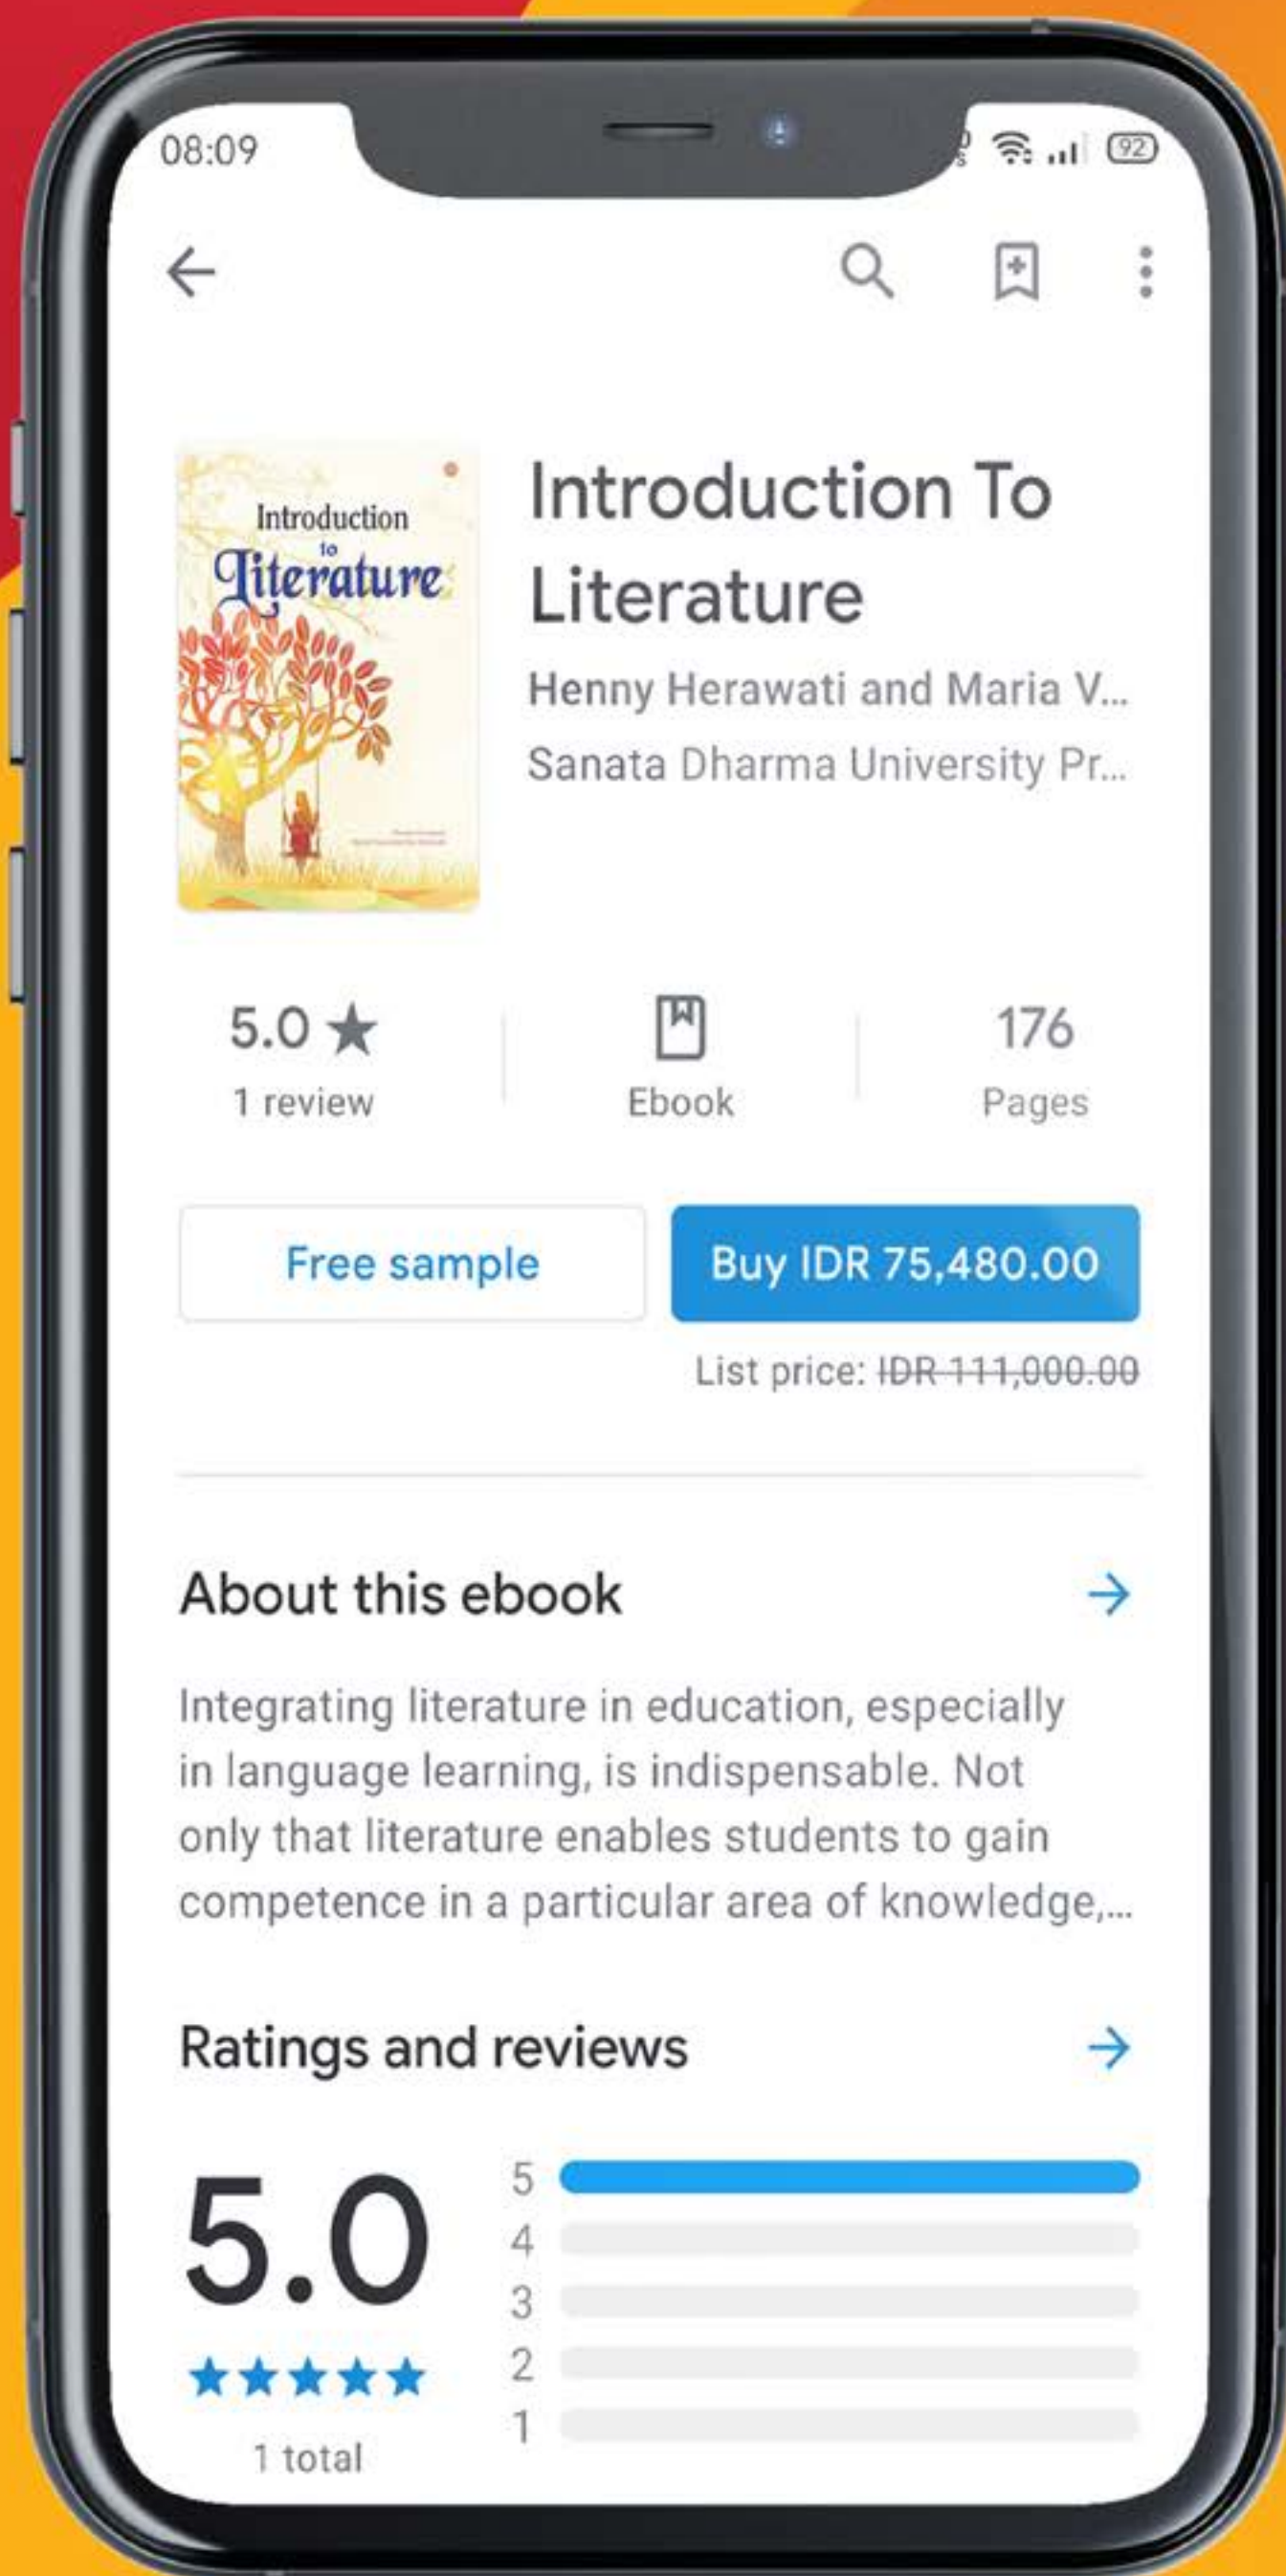 08:09
92
Introduction
to
Literature
Introduction To
Literature
Henny Herawati and Maria V...
Sanata Dharma University Pr...
5.0
1 review
Ebook
176
Pages
Free sample
Buy IDR 75,480.00
List price: IDR 111,000.00
About this ebook
Integrating literature in education, especially
in language learning, is indispensable. Not
only that literature enables students to gain
competence in a particular area of knowledge,...
Ratings and reviews
5.0
5
4
3
2
1
1 total